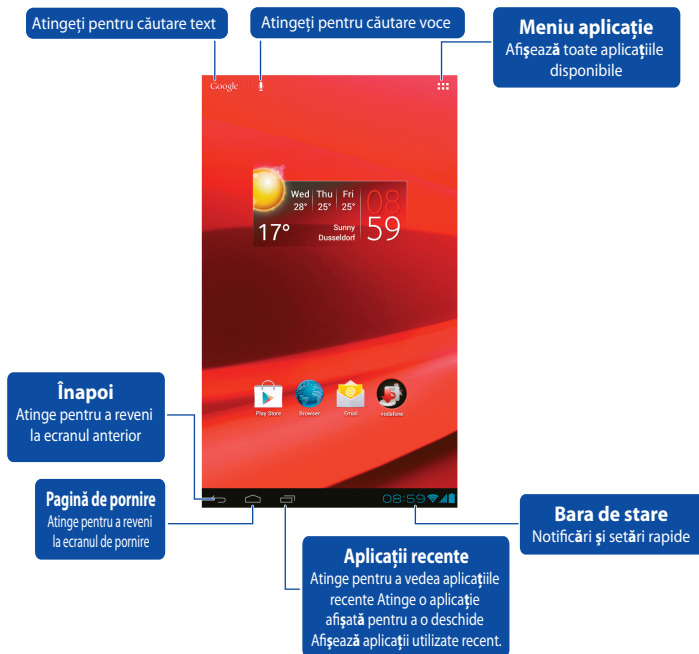 Atingeți pentru căutare text
Atingeți pentru căutare voce
Meniu aplicație
Afișează toate aplicațiile
disponibile
Google
Wed Thu Fri
28° 25° 25°
08
17°
Sunny
Dusseldorf
59
Înapoi
Atinge pentru a reveni
la ecranul anterior
Play Store Browser Email vodafone
Pagină de pornire
Atinge pentru a reveni
la ecranul de pornire
08:59
Bara de stare
Notificări și setări rapide
Aplicații recente
Atinge pentru a vedea aplicațiile
recente Atinge o aplicație
afișată pentru a o deschide
Afișează aplicații utilizate recent.